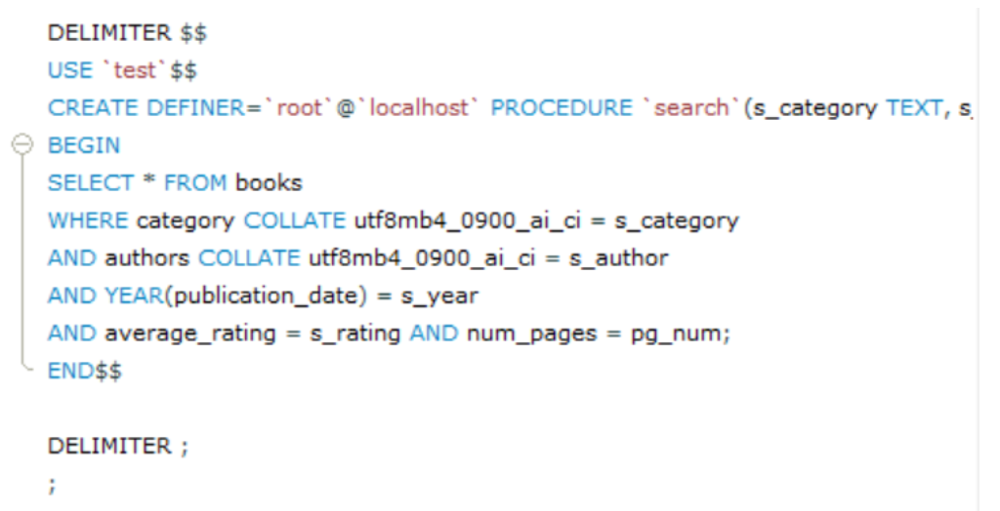 DELIMITER $$
USE `test`$$
CREATE DEFINER=`root`@`localhost` PROCEDURE `search`(s_category TEXT, s
BEGIN
SELECT * FROM books
WHERE category COLLATE utf8mb4_0900_ai_ci = s_category
AND authors COLLATE utf8mb4_0900_ai_ci = s_author
AND YEAR(publication_date) = s_year
AND average_rating = s_rating AND num_pages = pg_num;
END$$
DELIMITER ;
;